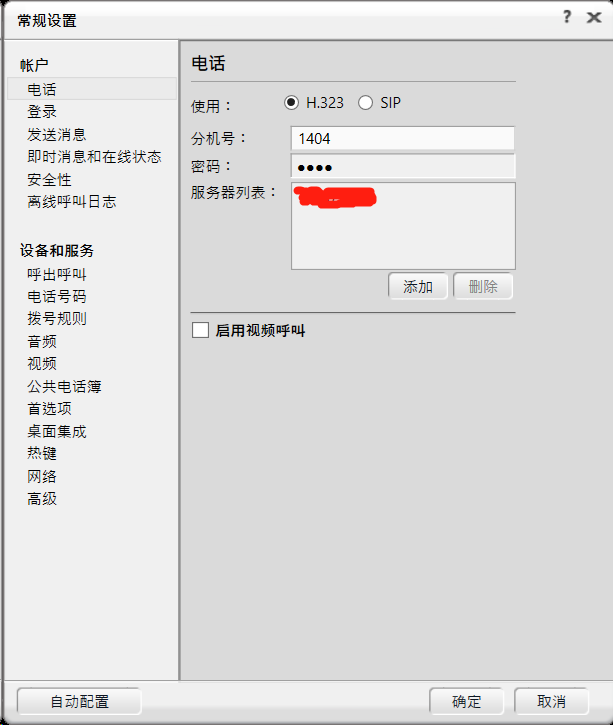 常规设置
?
帐户
电话
登录
发送消息
即时消息和在线状态
安全性
离线呼叫日志
设备和服务
呼出呼叫
电话号码
拨号规则
音频
视频
公共电话簿
首选项
桌面集成
热键
网络
高级
电话
使用： H.323 SIP
分机号： 1404
密码： ●●●●
服务器列表：
添加 删除
启用视频呼叫
自动配置 确定 取消